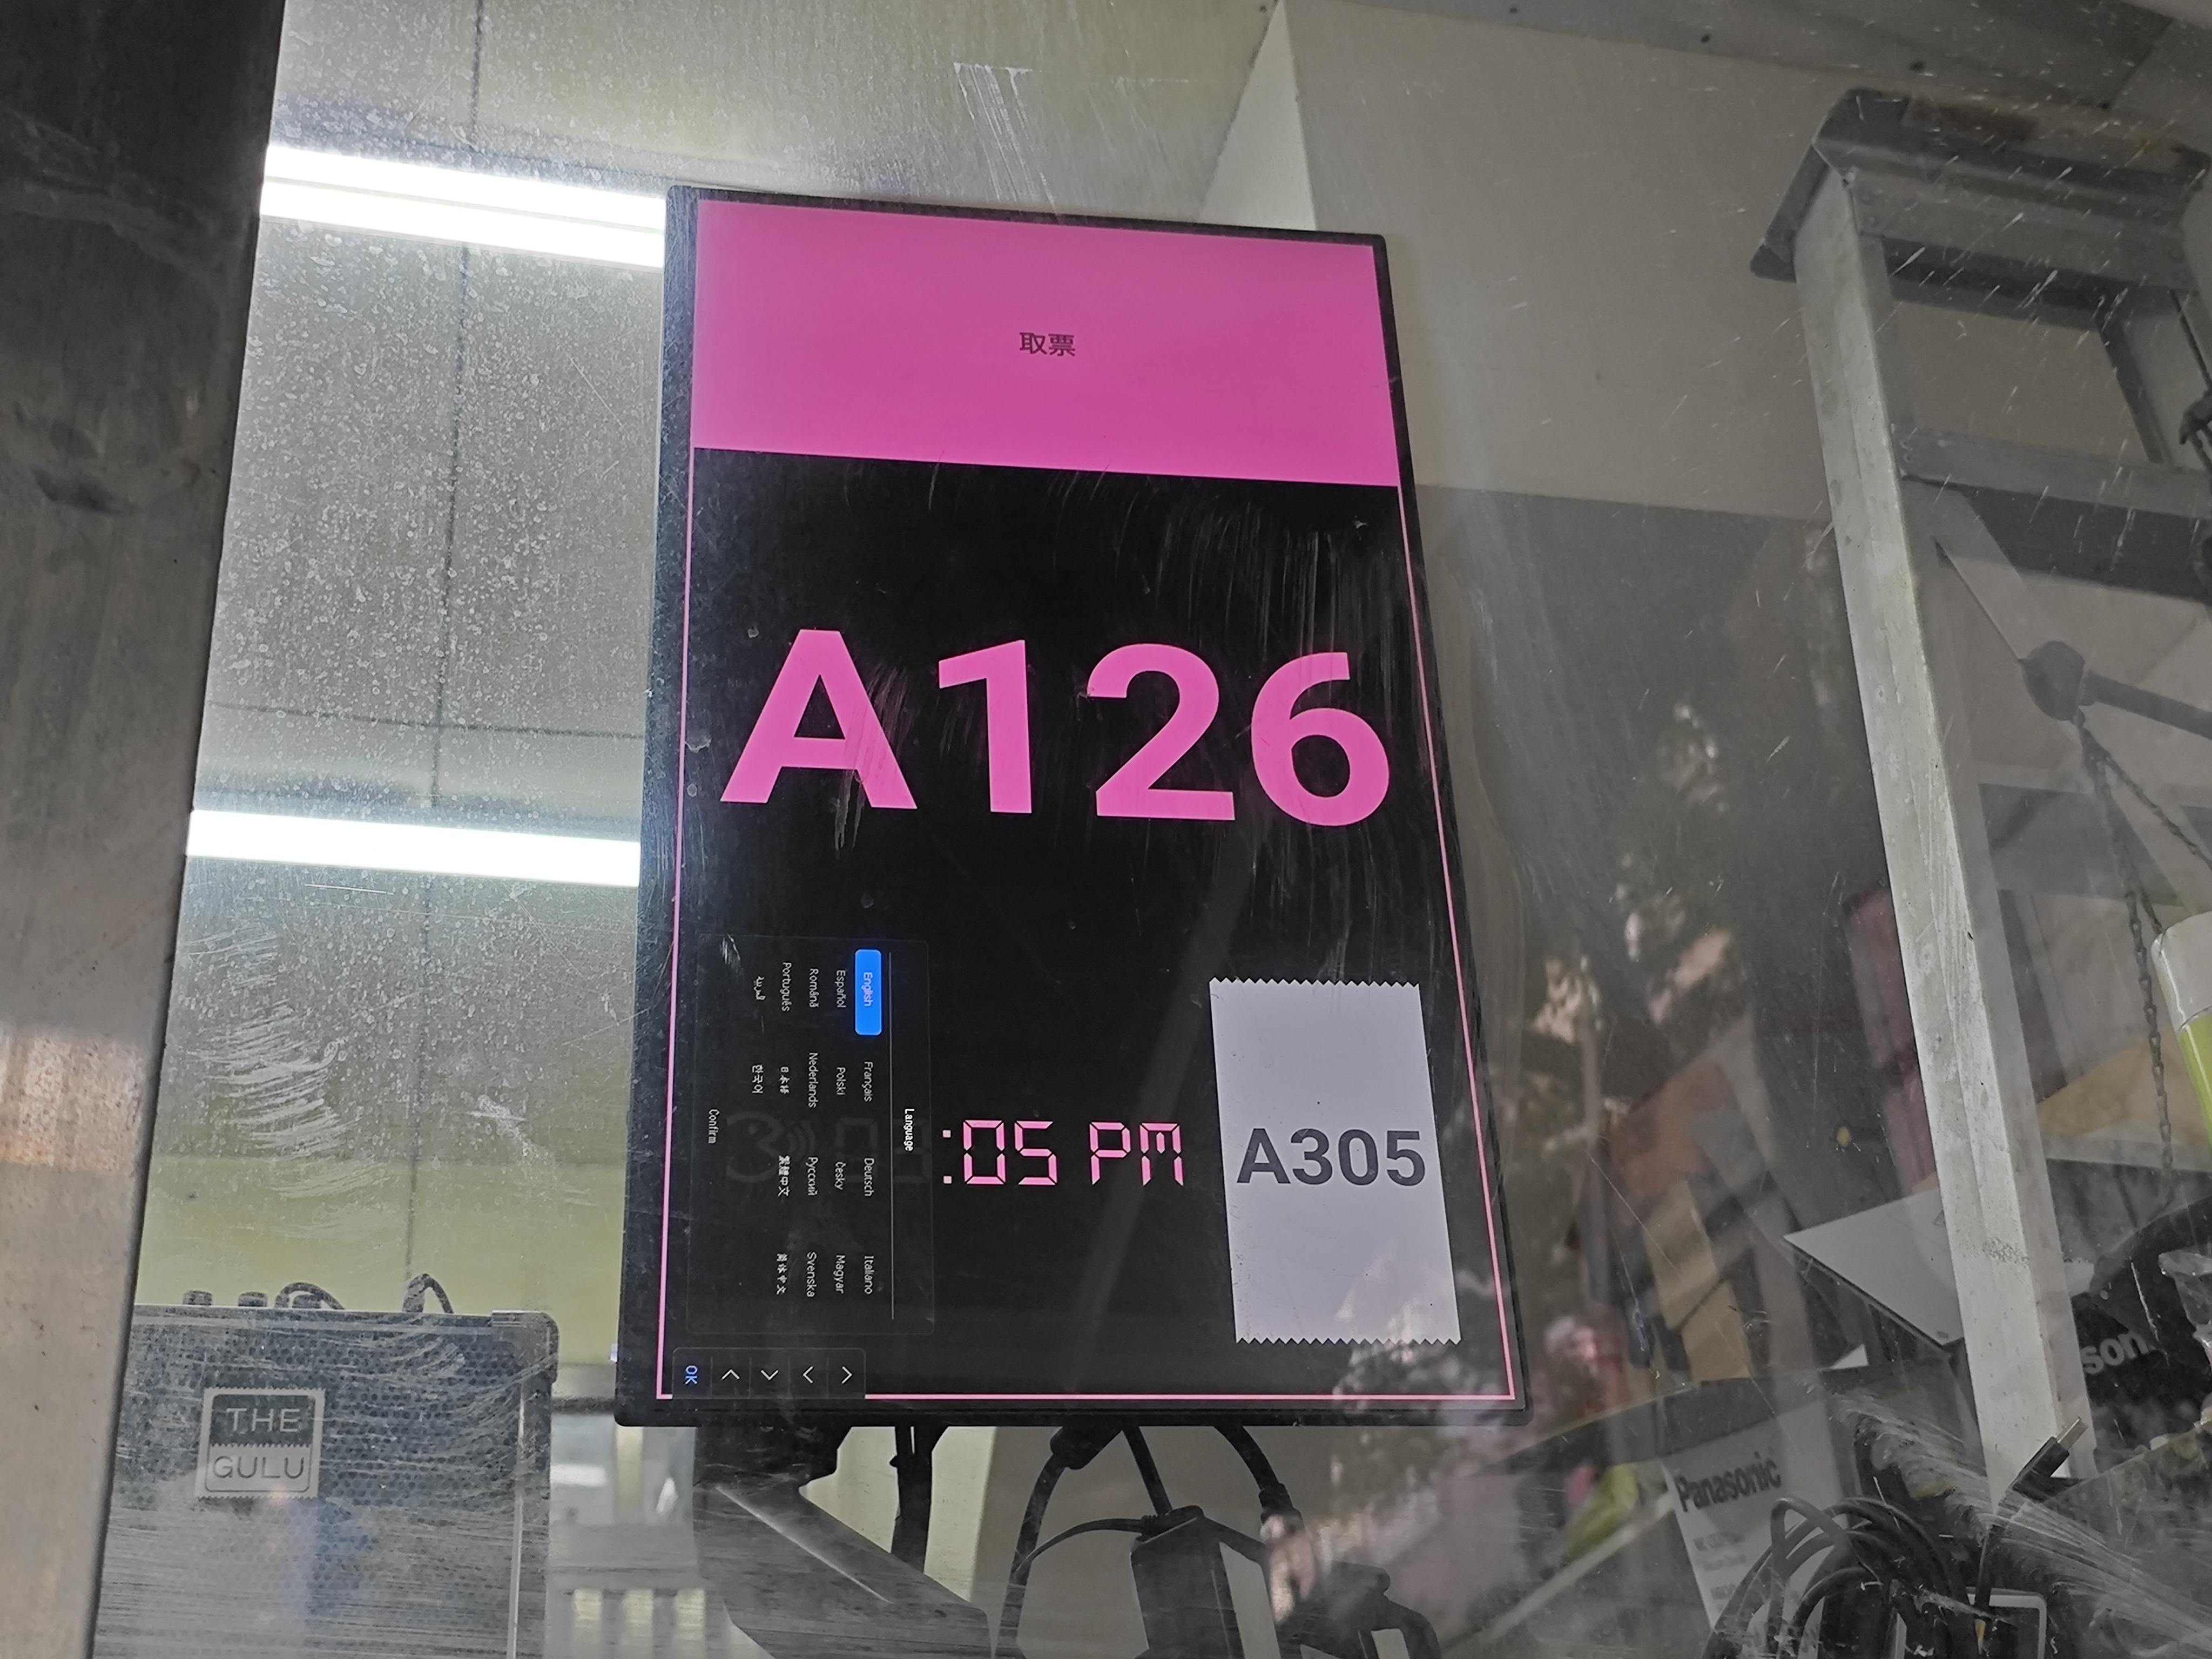 取票
A126
:05 PM
A305
Language
English Français Deutsch Italiano
Español Polski Česky Magyar
Română Nederlands Русский Svenska
Português 日本語 繁體中文 简体中文
العربية 한국어
Confirm
OK
THE
GULU
Panasonic
son